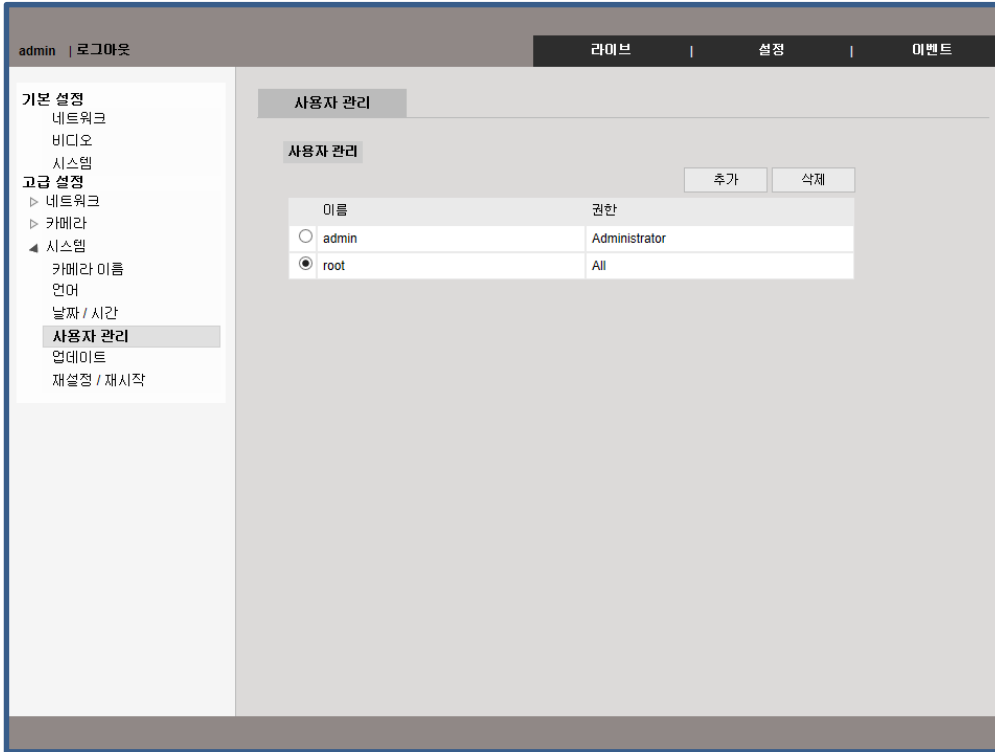 admin | 로그아웃
라이브 | 설정 | 이벤트
기본 설정
네트워크
비디오
시스템
고급 설정
▷ 네트워크
▷ 카메라
◢ 시스템
카메라 이름
언어
날짜 / 시간
사용자 관리
업데이트
재설정 / 재시작
사용자 관리
사용자 관리
추가 삭제
이름 권한
admin Administrator
root All